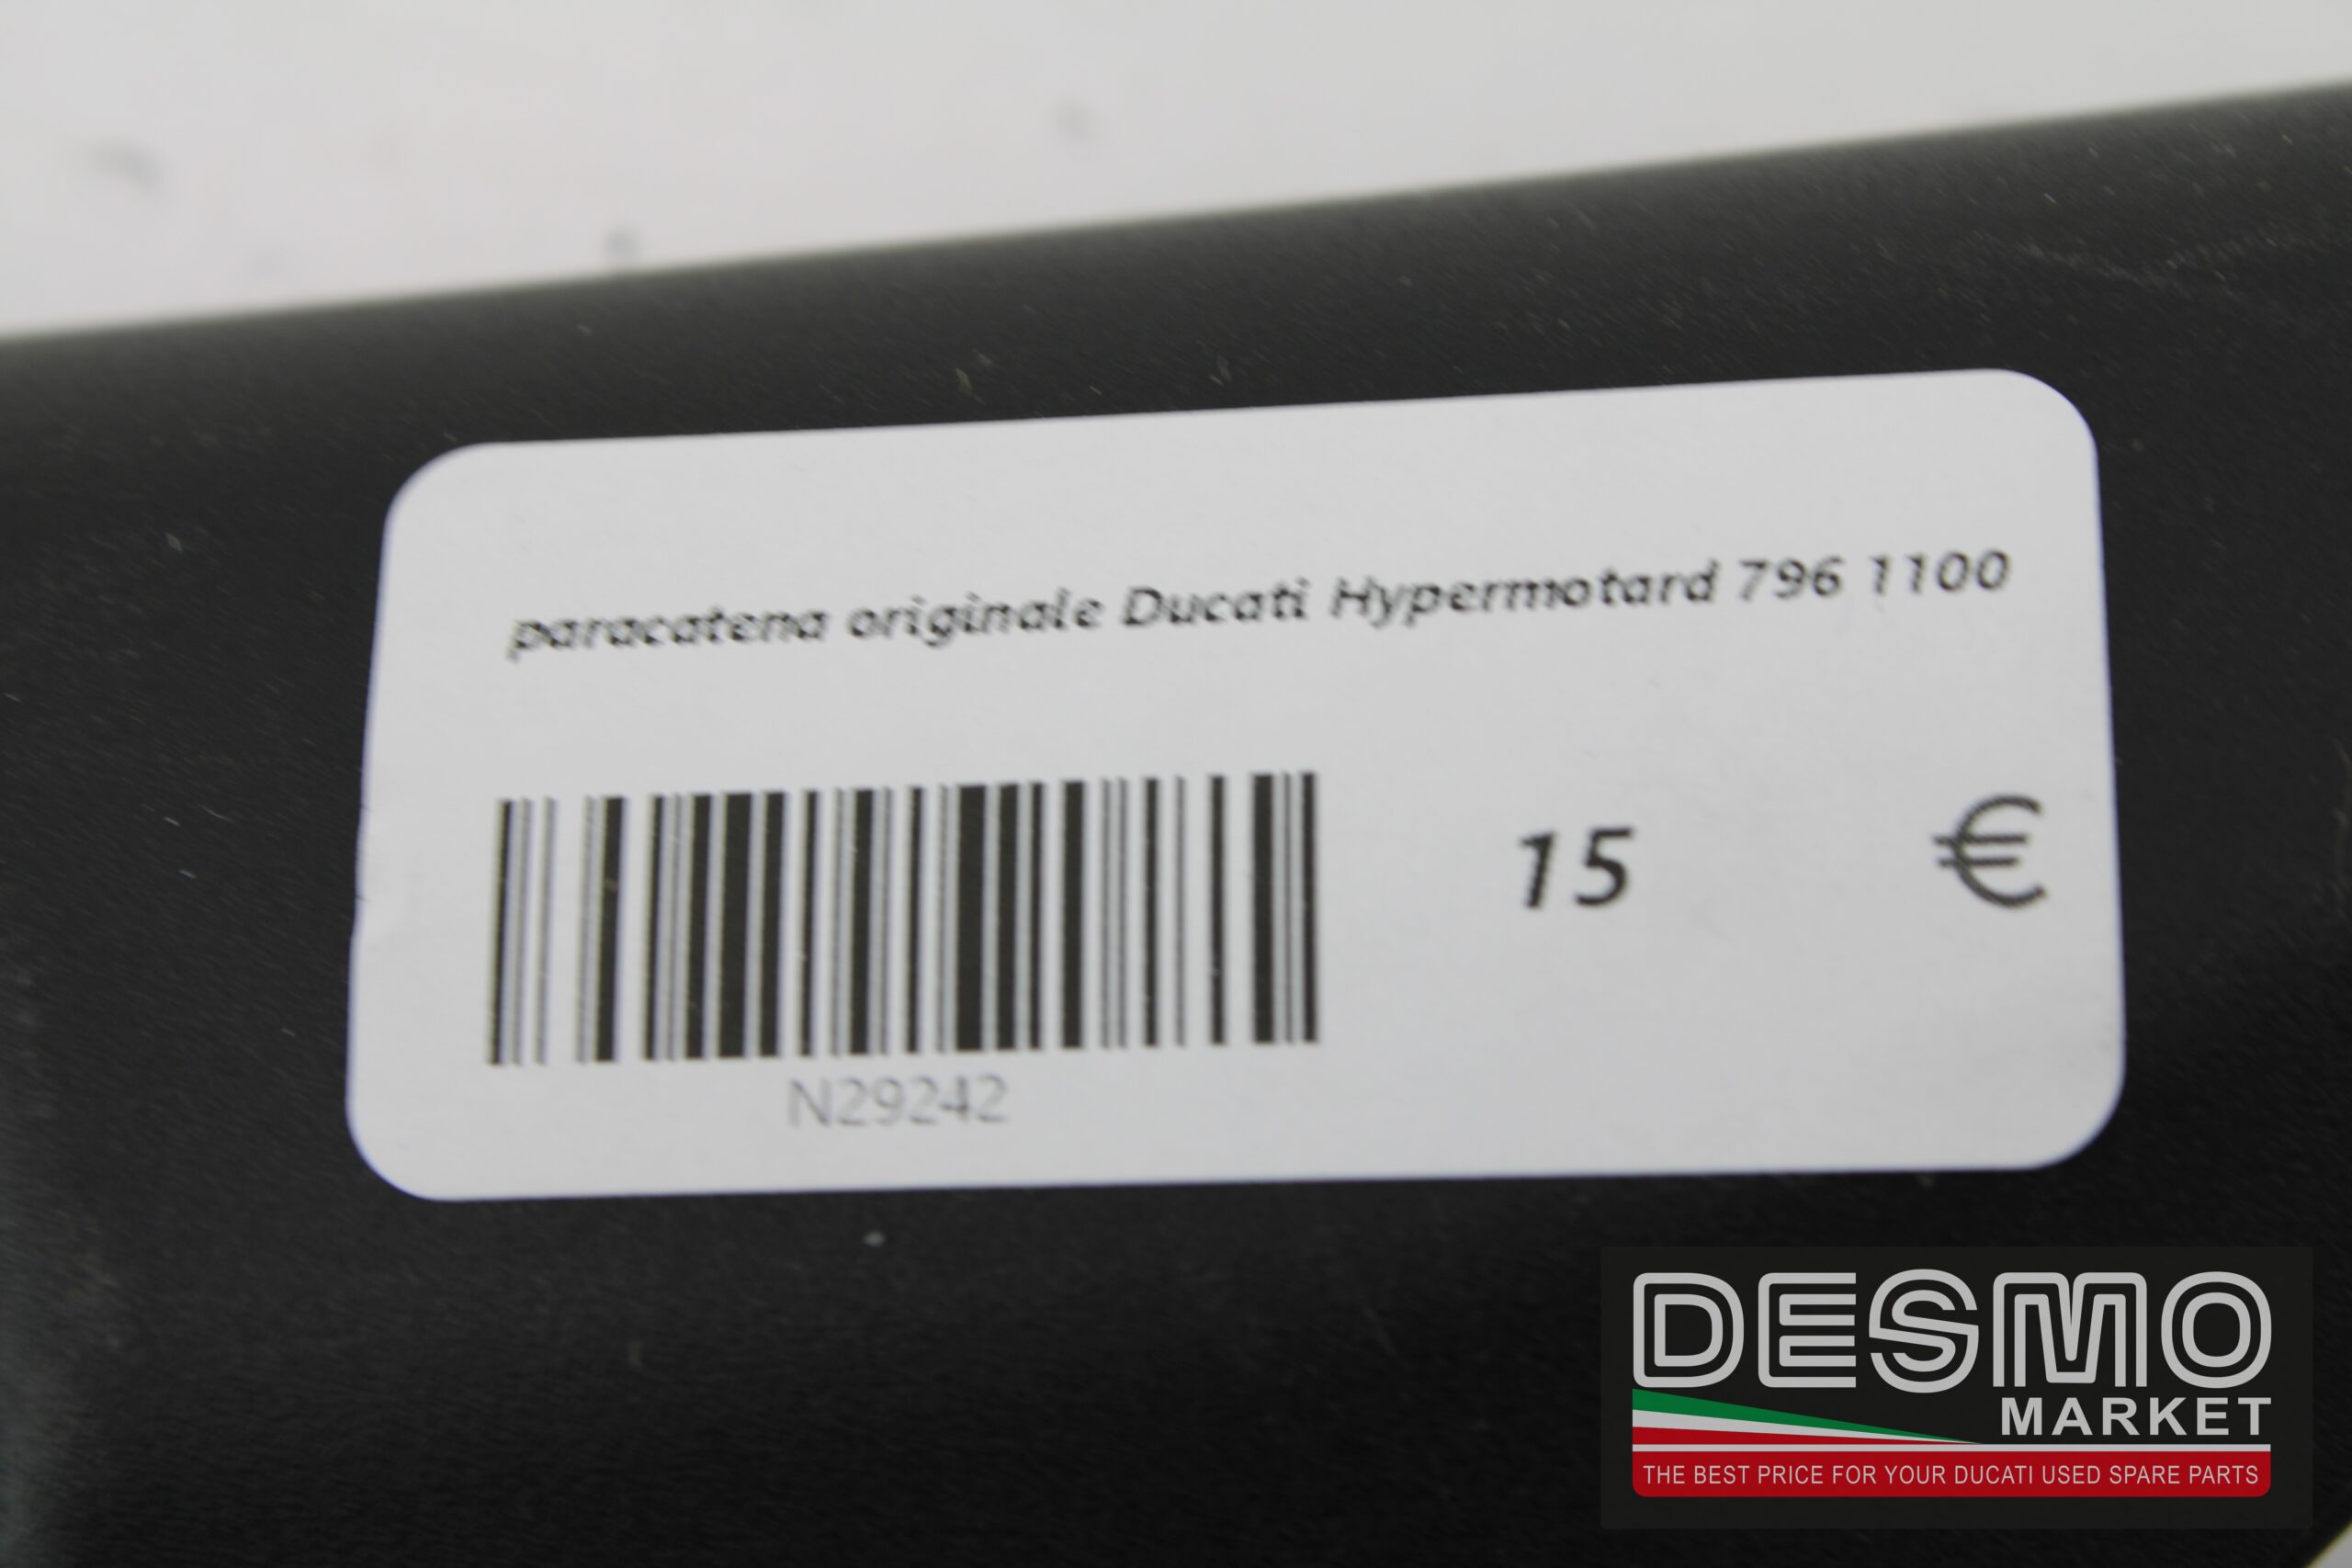 paracatena originale Ducati Hypermotard 796 1100
15 €
N29242
DESMO
MARKET
THE BEST PRICE FOR YOUR DUCATI USED SPARE PARTS